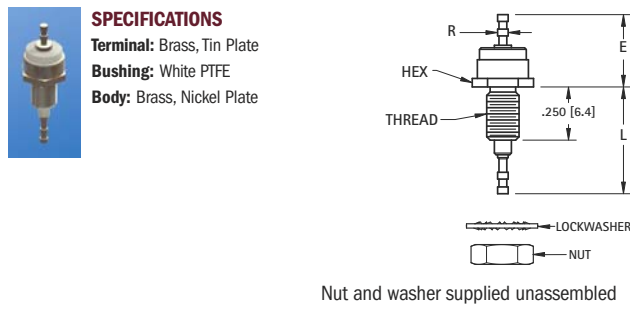 SPECIFICATIONS
Terminal: Brass, Tin Plate
Bushing: White PTFE
Body: Brass, Nickel Plate
R
E
HEX
THREAD
.250 [6.4]
L
LOCKWASHER
NUT
Nut and washer supplied unassembled